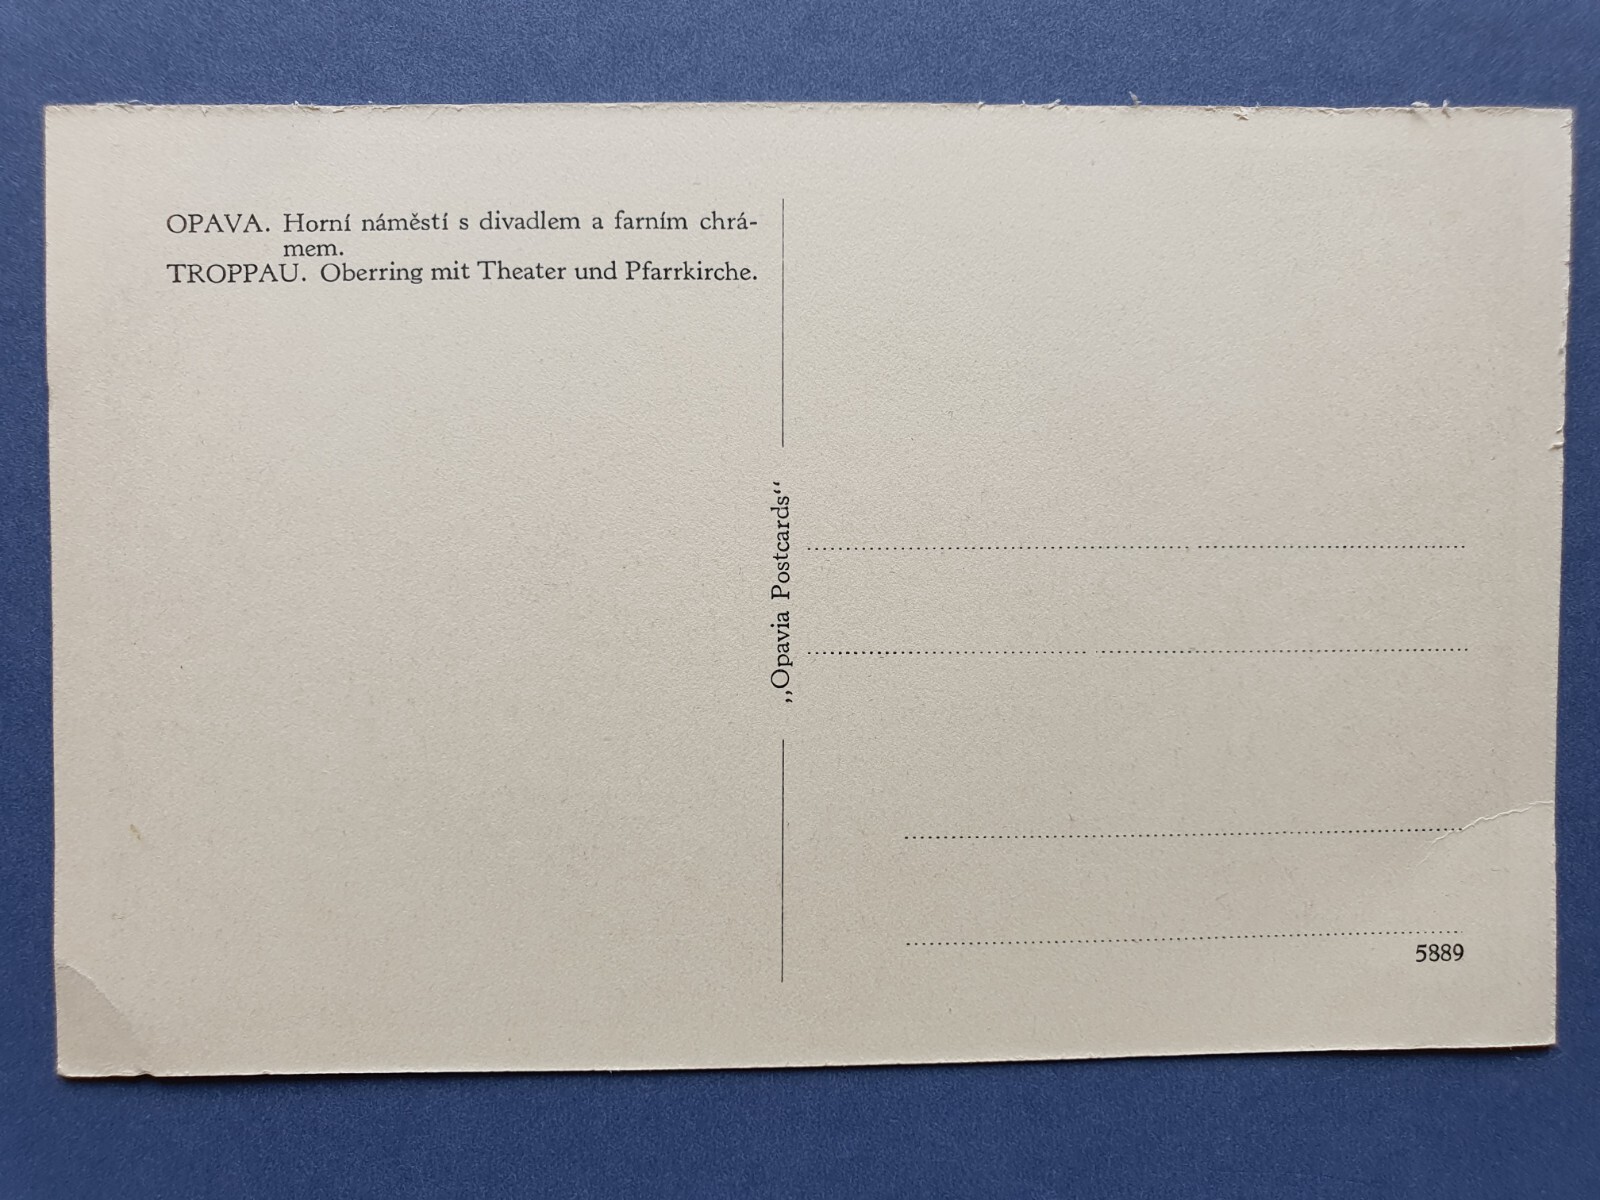 OPAVA. Horní náměstí s divadlem a farním chrá-
mem.
TROPPAU. Oberring mit Theater und Pfarrkirche.
„Opavia Postcards“
5889